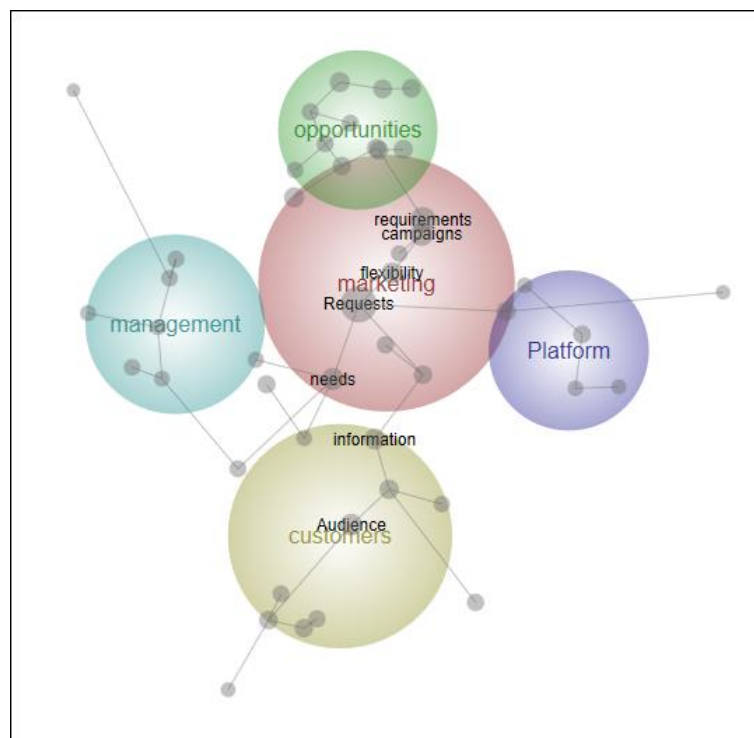 opportunities
requirements
campaigns
flexibility
marketing
Requests
management
Platform
needs
information
Audience
customers